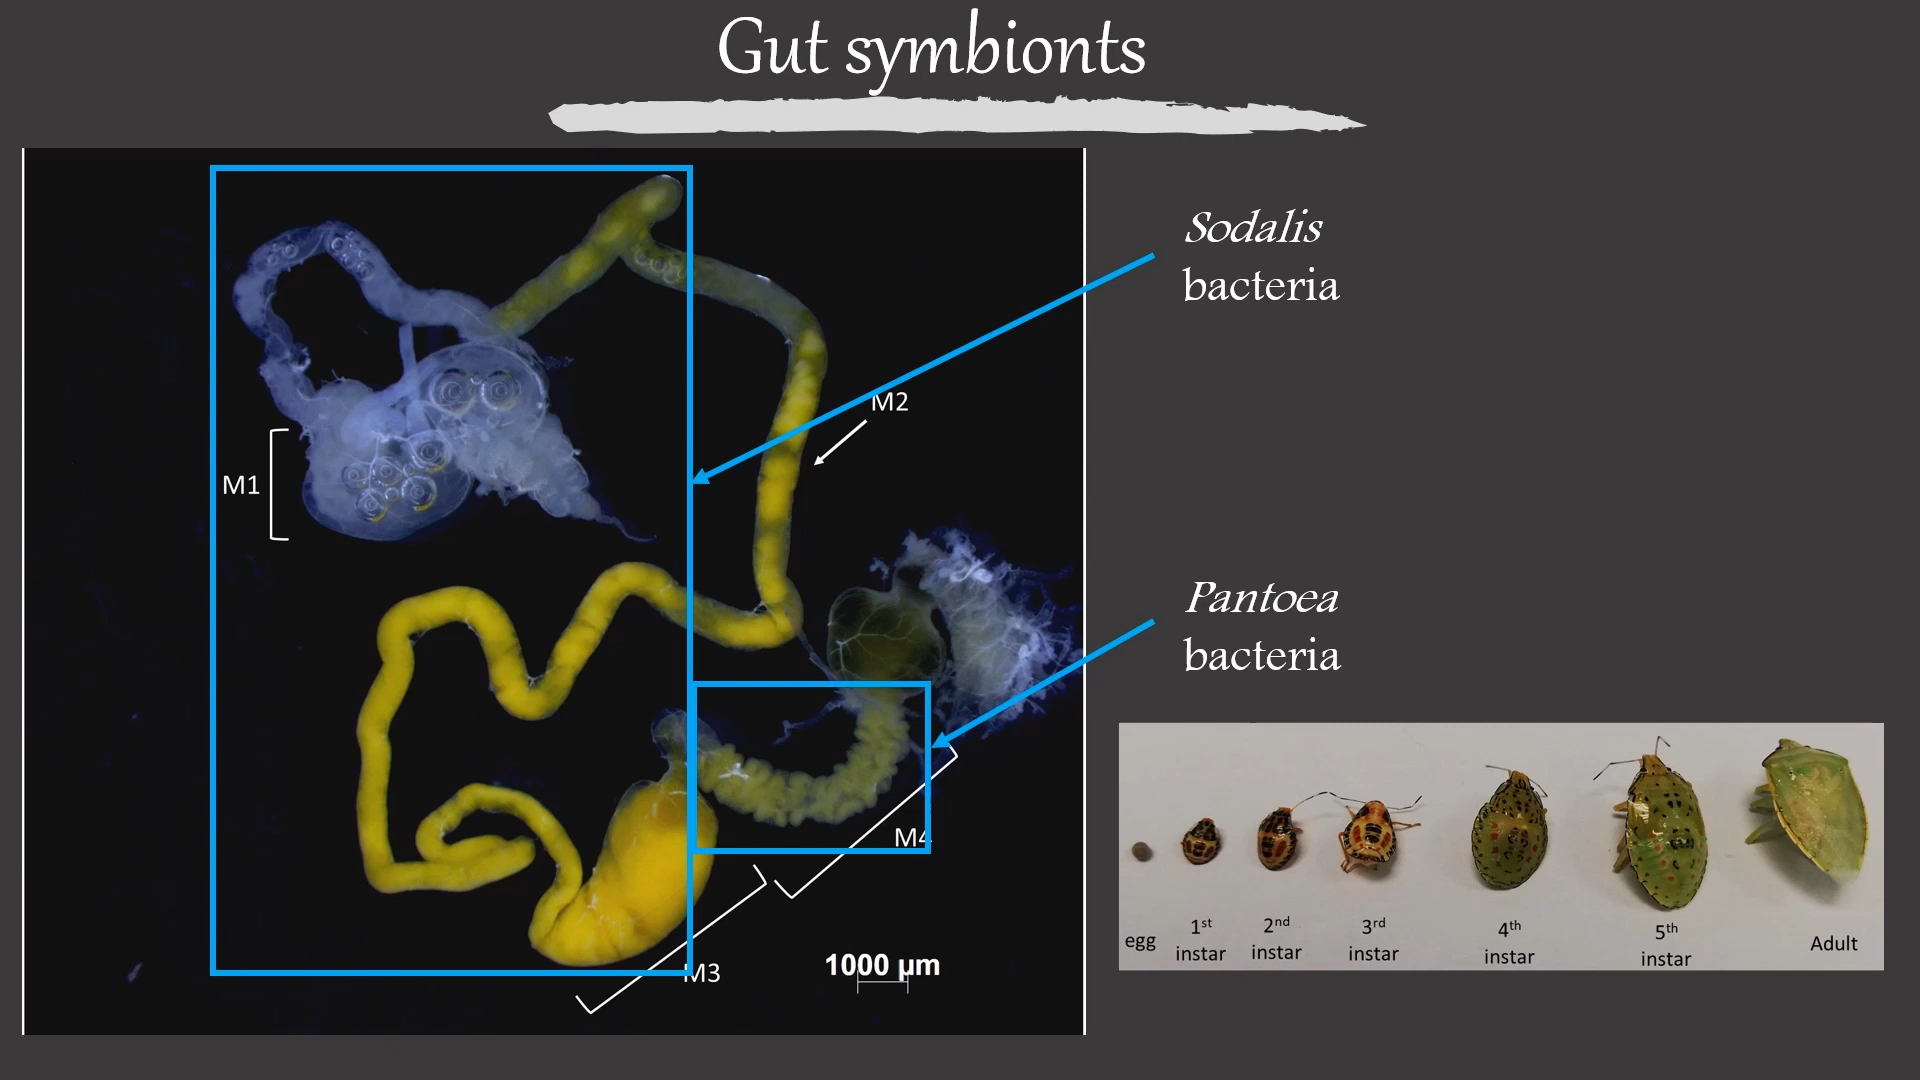 Gut symbionts
Sodalis
bacteria
M2
M1
Pantoea
bacteria
M4
M3
1000 µm
egg
1st
instar
2nd
instar
3rd
instar
4th
instar
5th
instar
Adult